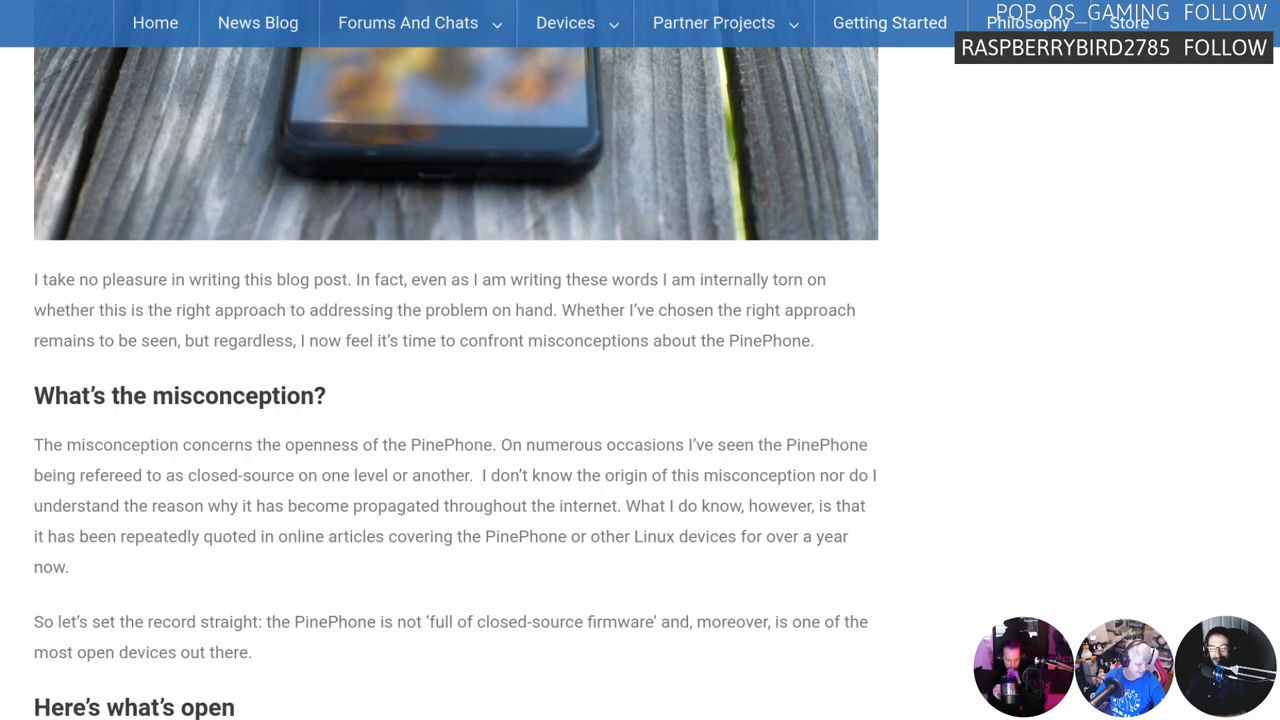 Home News Blog Forums And Chats Devices Partner Projects Getting Started Philosophy Store
POP_OS_GAMING FOLLOW
RASPBERRYBIRD2785 FOLLOW
I take no pleasure in writing this blog post. In fact, even as I am writing these words I am internally torn on
whether this is the right approach to addressing the problem on hand. Whether I’ve chosen the right approach
remains to be seen, but regardless, I now feel it’s time to confront misconceptions about the PinePhone.
What’s the misconception?
The misconception concerns the openness of the PinePhone. On numerous occasions I’ve seen the PinePhone
being refereed to as closed-source on one level or another.  I don’t know the origin of this misconception nor do I
understand the reason why it has become propagated throughout the internet. What I do know, however, is that
it has been repeatedly quoted in online articles covering the PinePhone or other Linux devices for over a year
now.
So let’s set the record straight: the PinePhone is not ‘full of closed-source firmware’ and, moreover, is one of the
most open devices out there.
Here’s what’s open